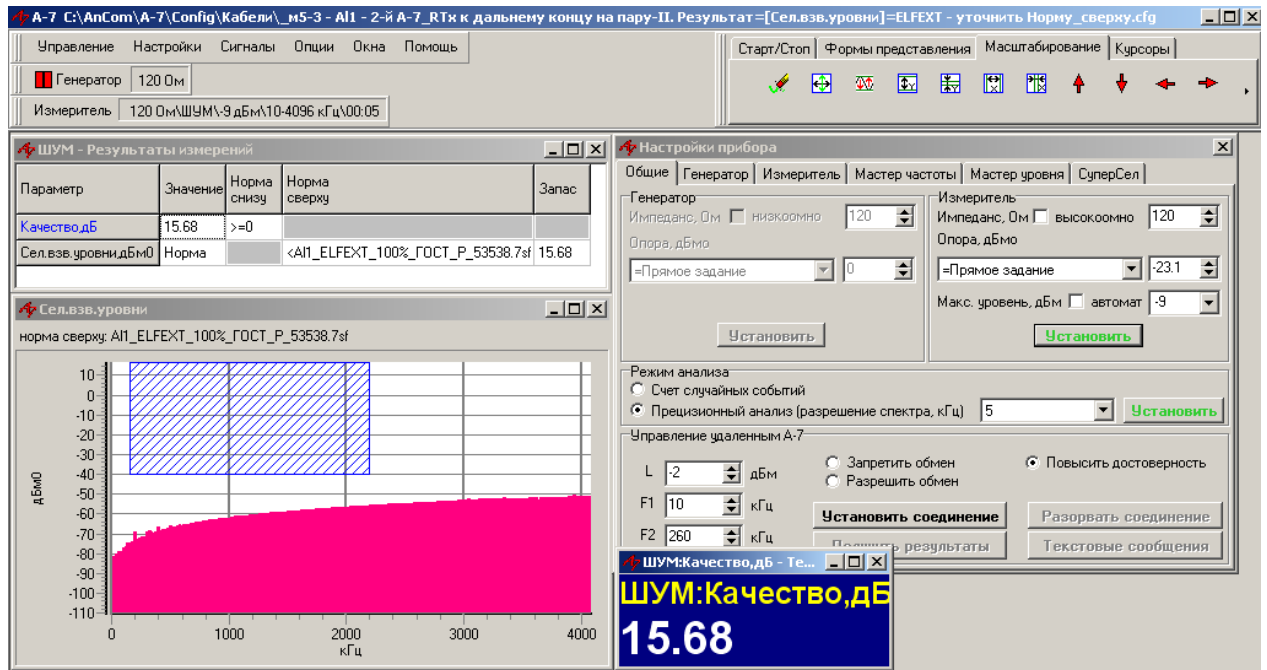 А-7 C:\AnCom\A-7\Config\Кабели\_м5-3 - Al1 - 2-й А-7_RTx к дальнему концу на пару-II. Результат=[Сел.взв.уровни]=ELFEXT - уточнить Норму_сверху.cfg
Управление Настройки Сигналы Опции Окна Помощь
Старт/Стоп Формы представления Масштабирование Курсоры
Генератор 120 Ом
Измеритель 120 Ом\ШУМ\-9 дБм\10-4096 кГц\00:05
ШУМ - Результаты измерений
Параметр Значение Норма снизу Норма сверху Запас
Качество,дБ 15.68 >=0
Сел.взв.уровни,дБм0 Норма <Al1_ELFEXT_100%_ГОСТ_Р_53538.7sf 15.68
Сел.взв.уровни
норма сверху: Al1_ELFEXT_100%_ГОСТ_Р_53538.7sf
10
0
-10
-20
-30
-40
-50
-60
-70
-80
-90
-100
-110
дБм0
0 1000 2000 3000 4000
кГц
Настройки прибора
Общие Генератор Измеритель Мастер частоты Мастер уровня СуперСел
Генератор
Импеданс, Ом низкоомно 120
Опора, дБмо
=Прямое задание 0
Установить
Измеритель
Импеданс, Ом высокоомно 120
Опора, дБмо
=Прямое задание -23.1
Макс. уровень, дБм автомат -9
Установить
Режим анализа
Счет случайных событий
Прецизионный анализ (разрешение спектра, кГц) 5 Установить
Управление удаленным А-7
L -2 дБм
F1 10 кГц
F2 260 кГц
Запретить обмен
Разрешить обмен
Повысить достоверность
Установить соединение Разорвать соединение
Получить результаты Текстовые сообщения
ШУМ:Качество,дБ - Те...
ШУМ:Качество,дБ
15.68